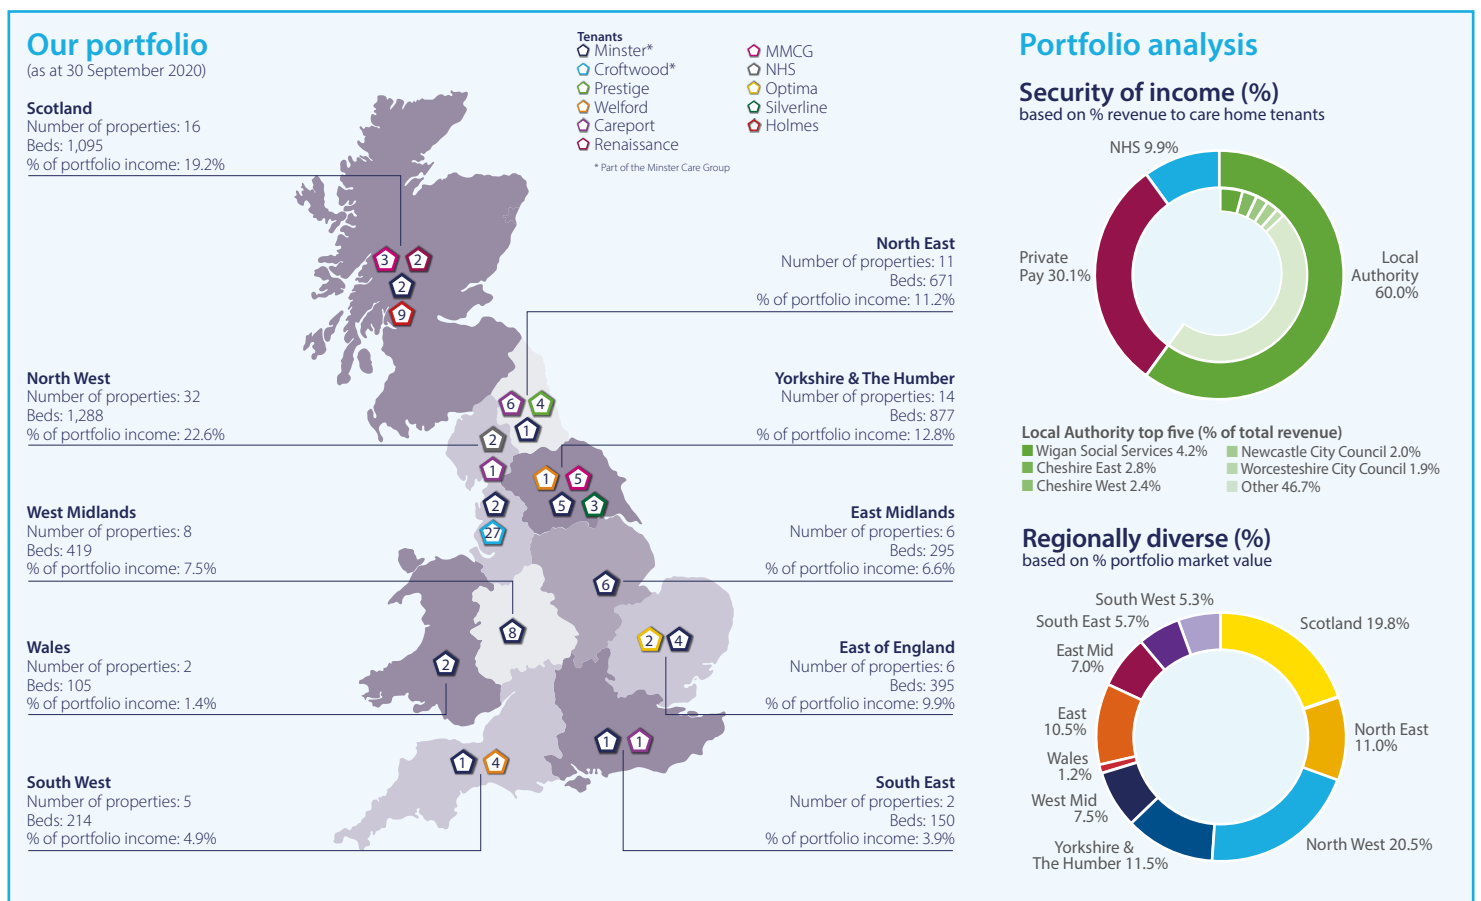 Our portfolio
(as at 30 September 2020)
Tenants
Minster*
Croftwood*
Prestige
Welford
Careport
Renaissance
MMCG
NHS
Optima
Silverline
Holmes
* Part of the Minster Care Group
Scotland
Number of properties: 16
Beds: 1,095
% of portfolio income: 19.2%
North West
Number of properties: 32
Beds: 1,288
% of portfolio income: 22.6%
West Midlands
Number of properties: 8
Beds: 419
% of portfolio income: 7.5%
Wales
Number of properties: 2
Beds: 105
% of portfolio income: 1.4%
South West
Number of properties: 5
Beds: 214
% of portfolio income: 4.9%
3 2
2
9
6 4
1
2
1
2
27
1 5
5 3
6
8
2 4
2
1 1
1 4
North East
Number of properties: 11
Beds: 671
% of portfolio income: 11.2%
Yorkshire & The Humber
Number of properties: 14
Beds: 877
% of portfolio income: 12.8%
East Midlands
Number of properties: 6
Beds: 295
% of portfolio income: 6.6%
East of England
Number of properties: 6
Beds: 395
% of portfolio income: 9.9%
South East
Number of properties: 2
Beds: 150
% of portfolio income: 3.9%
Portfolio analysis
Security of income (%)
based on % revenue to care home tenants
NHS 9.9%
Private
Pay 30.1%
Local
Authority
60.0%
Local Authority top five (% of total revenue)
Wigan Social Services 4.2%
Cheshire East 2.8%
Cheshire West 2.4%
Newcastle City Council 2.0%
Worcesteshire City Council 1.9%
Other 46.7%
Regionally diverse (%)
based on % portfolio market value
South West 5.3%
South East 5.7%
East Mid
7.0%
East
10.5%
Wales
1.2%
West Mid
7.5%
Yorkshire &
The Humber 11.5%
Scotland 19.8%
North East
11.0%
North West 20.5%